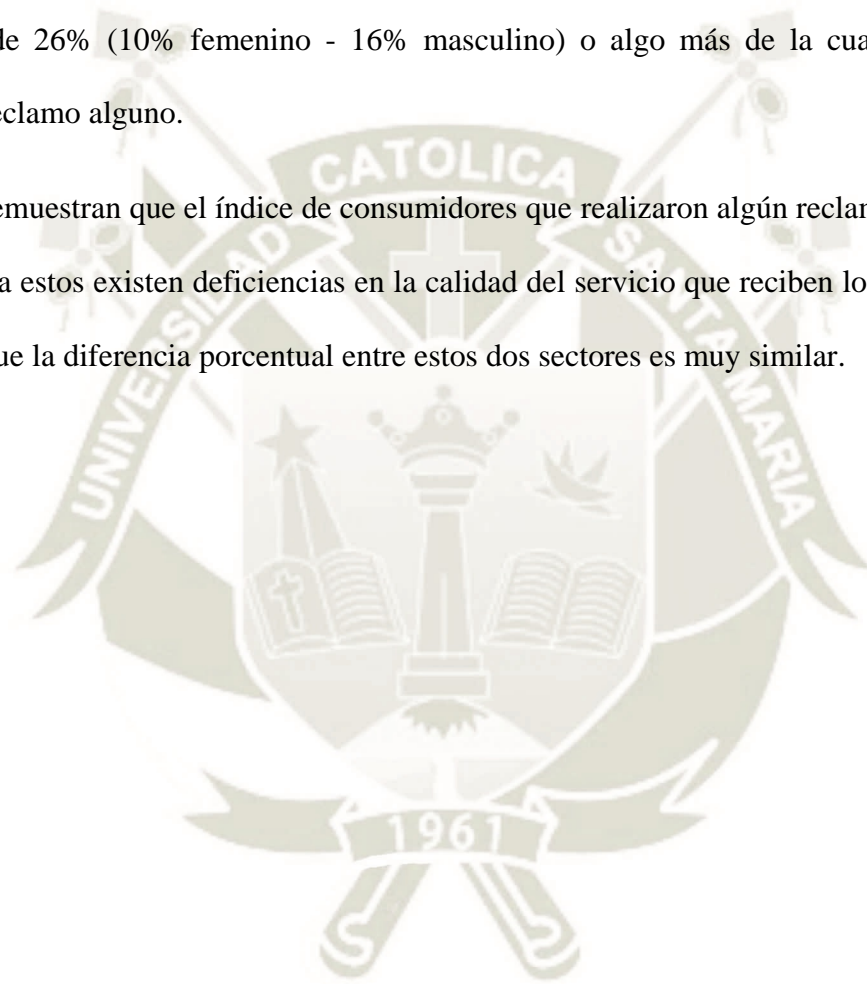 de 26% (10% femenino - 16% masculino) o algo más de la cua
eclamo alguno.
emuestran que el índice de consumidores que realizaron algún reclam
a estos existen deficiencias en la calidad del servicio que reciben lo
ue la diferencia porcentual entre estos dos sectores es muy similar.
UNIVERSIDAD CATOLICA SANTA MARIA
1961